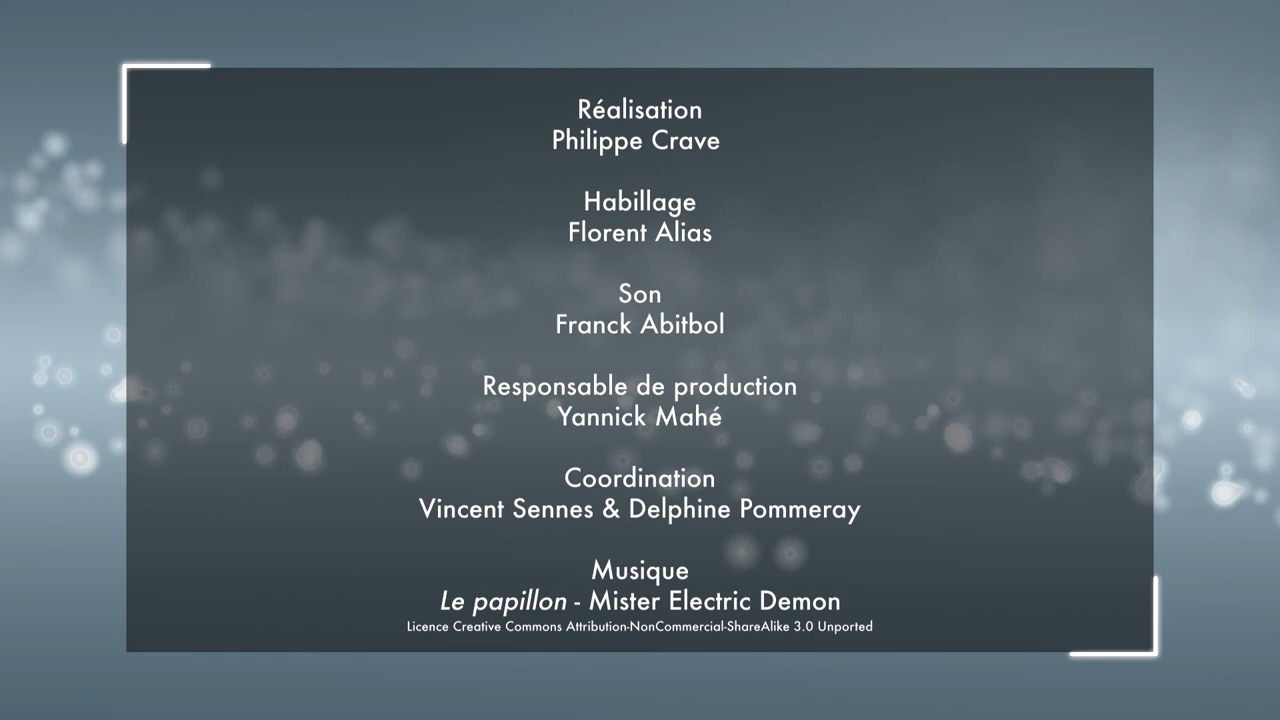 Réalisation
Philippe Crave
Habillage
Florent Alias
Son
Franck Abitbol
Responsable de production
Yannick Mahé
Coordination
Vincent Sennes & Delphine Pommeray
Musique
Le papillon - Mister Electric Demon
Licence Creative Commons Attribution-NonCommercial-ShareAlike 3.0 Unported